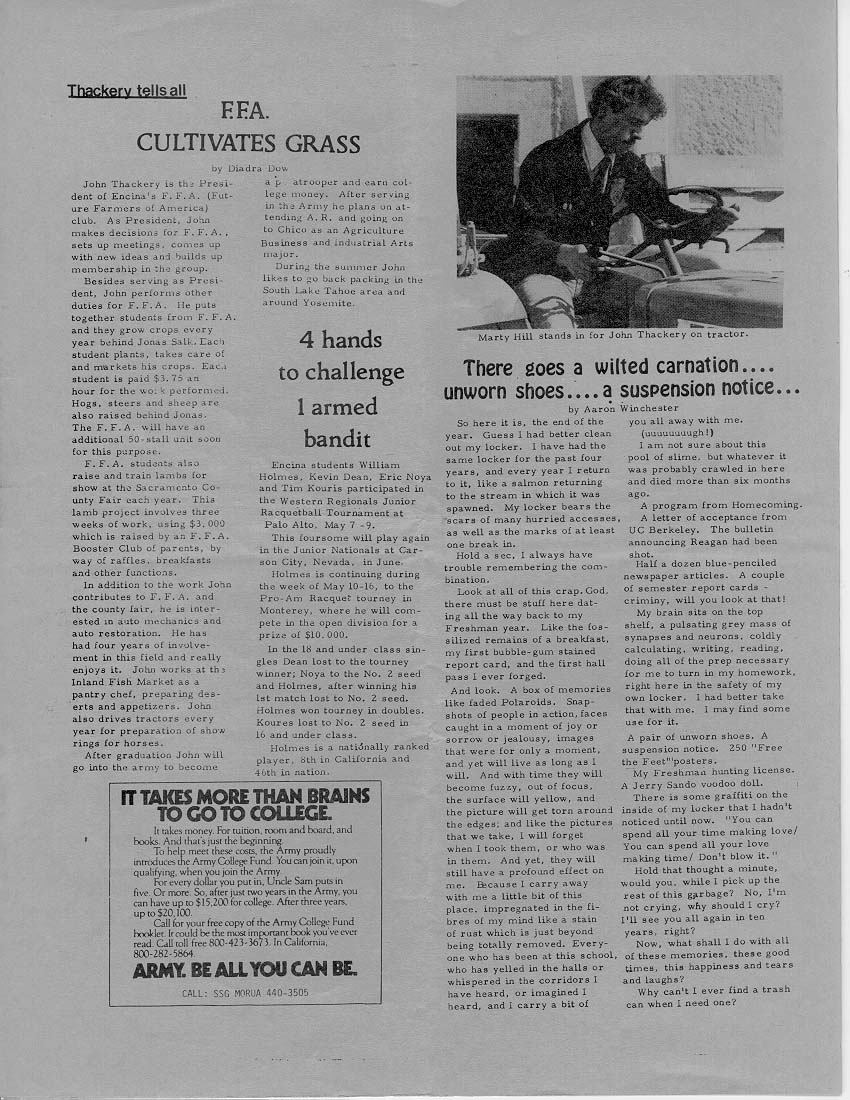 Thackery tells all
F.F.A.
CULTIVATES GRASS
by Diadra Dow
John Thackery is the Presi-
dent of Encina's F.F.A. (Fut-
ure Farmers of America)
club. As President, John
makes decisions for F.F.A.,
sets up meetings, comes up
with new ideas and builds up
membership in the group.
Besides serving as Presi-
dent, John performs other
duties for F.F.A. He puts
together students from F.F.A.
and they grow crops every
year behind Jonas Salk. Each
student plants, takes care of
and markets his crops. Each
student is paid $3.75 an
hour for the work performed.
Hogs, steers and sheep are
also raised behind Jonas.
The F.F.A. will have an
additional 50-stall unit soon
for this purpose.
F.F.A. students also
raise and train lambs for
show at the Sacramento Co-
unty Fair each year. This
lamb project involves three
weeks of work, using $3,000
which is raised by an F.F.A.
Booster Club of parents, by
way of raffles, breakfasts
and other functions.
In addition to the work John
contributes to F.F.A. and
the county fair, he is inter-
ested in auto mechanics and
auto restoration. He has
had four years of involve-
ment in this field and really
enjoys it. John works at the
Inland Fish Market as a
pantry chef, preparing des-
erts and appetizers. John
also drives tractors every
year for preparation of show
rings for horses.
After graduation John will
go into the army to become
a p atrooper and earn col-
lege money. After serving
in the Army he plans on at-
tending A.R. and going on
to Chico as an Agriculture
Business and industrial Arts
major.
During the summer John
likes to go back packing in the
South Lake Tahoe area and
around Yosemite.
4 hands
to challenge
1 armed
bandit
Encina students William
Holmes, Kevin Dean, Eric Noya
and Tim Kouris participated in
the Western Regionals Junior
Racquetball Tournament at
Palo Alto, May 7 -9.
This foursome will play again
in the Junior Nationals at Car-
son City, Nevada, in June.
Holmes is continuing during
the week of May 10-16, to the
Pro-Am Racquet tourney in
Monterey, where he will com-
pete in the open division for a
prize of $10,000.
In the 18 and under class sin-
gles Dean lost to the tourney
winner; Noya to the No. 2 seed
and Holmes, after winning his
1st match lost to No. 2 seed.
Holmes won tourney in doubles.
Koures lost to No. 2 seed in
16 and under class.
Holmes is a nationally ranked
player, 8th in California and
46th in nation.
IT TAKES MORE THAN BRAINS
TO GO TO COLLEGE.
It takes money. For tuition, room and board, and
books. And that's just the beginning.
To help meet these costs, the Army proudly
introduces the Army College Fund. You can join it, upon
qualifying, when you join the Army.
For every dollar you put in, Uncle Sam puts in
five. Or more. So, after just two years in the Army, you
can have up to $15,200 for college. After three years,
up to $20,100.
Call for your free copy of the Army College Fund
booklet. It could be the most important book you've ever
read. Call toll free 800-423-3673. In California,
800-282-5864.
ARMY. BE ALL YOU CAN BE.
CALL: SSG MORUA 440-3505
Marty Hill stands in for John Thackery on tractor.
There goes a wilted carnation....
unworn shoes....a suspension notice...
by Aaron Winchester
So here it is, the end of the
year. Guess I had better clean
out my locker. I have had the
same locker for the past four
years, and every year I return
to it, like a salmon returning
to the stream in which it was
spawned. My locker bears the
scars of many hurried accesses,
as well as the marks of at least
one break in.
Hold a sec, I always have
trouble remembering the com-
bination.
Look at all of this crap. God,
there must be stuff here dat-
ing all the way back to my
Freshman year. Like the fos-
silized remains of a breakfast,
my first bubble-gum stained
report card, and the first hall
pass I ever forged.
And look. A box of memories
like faded Polaroids. Snap-
shots of people in action, faces
caught in a moment of joy or
sorrow or jealousy, images
that were for only a moment,
and yet will live as long as I
will. And with time they will
become fuzzy, out of focus,
the surface will yellow, and
the picture will get torn around
the edges; and like the pictures
that we take, I will forget
when I took them, or who was
in them. And yet, they will
still have a profound effect on
me. Because I carry away
with me a little bit of this
place, impregnated in the fi-
bres of my mind like a stain
of rust which is just beyond
being totally removed. Every-
one who has been at this school,
who has yelled in the halls or
whispered in the corridors I
have heard, or imagined I
heard, and I carry a bit of
you all away with me.
(uuuuuuuugh!)
I am not sure about this
pool of slime, but whatever it
was probably crawled in here
and died more than six months
ago.
A program from Homecoming.
A letter of acceptance from
UC Berkeley. The bulletin
announcing Reagan had been
shot.
Half a dozen blue-penciled
newspaper articles. A couple
of semester report cards -
criminy, will you look at that!
My brain sits on the top
shelf, a pulsating grey mass of
synapses and neurons, coldly
calculating, writing, reading,
doing all of the prep necessary
for me to turn in my homework,
right here in the safety of my
own locker. I had better take
that with me. I may find some
use for it.
A pair of unworn shoes. A
suspension notice. 250 "Free
the Feet" posters.
My Freshman hunting license.
A Jerry Sando voodoo doll.
There is some graffiti on the
inside of my locker that I hadn't
noticed until now. "You can
spend all your time making love/
You can spend all your love
making time/ Don't blow it."
Hold that thought a minute,
would you, while I pick up the
rest of this garbage? No, I'm
not crying, why should I cry?
I'll see you all again in ten
years, right?
Now, what shall I do with all
of these memories, these good
times, this happiness and tears
and laughs?
Why can't I ever find a trash
can when I need one?